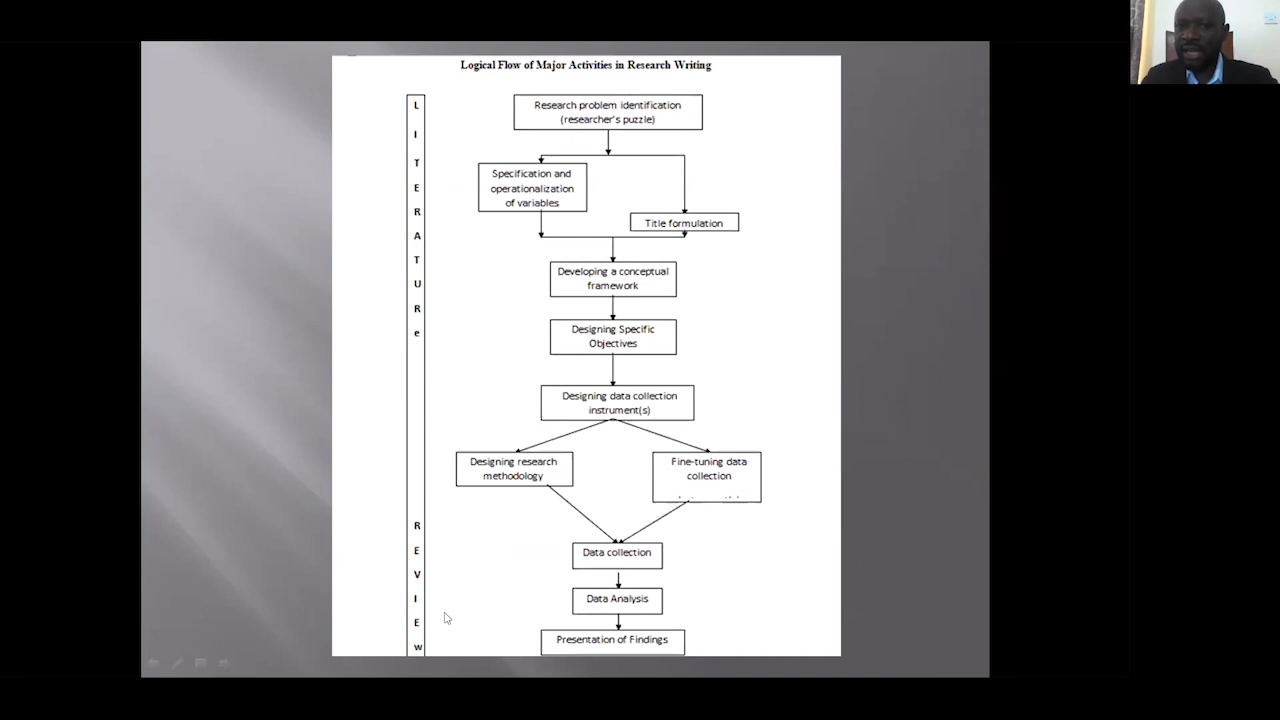 Logical Flow of Major Activities in Research Writing
L
I
T
E
R
A
T
U
R
e
R
E
V
I
E
w
Research problem identification
(researcher's puzzle)
Specification and
operationalization
of variables
Title formulation
Developing a conceptual
framework
Designing Specific
Objectives
Designing data collection
instrument(s)
Designing research
methodology
Fine-tuning data
collection
Data collection
Data Analysis
Presentation of Findings